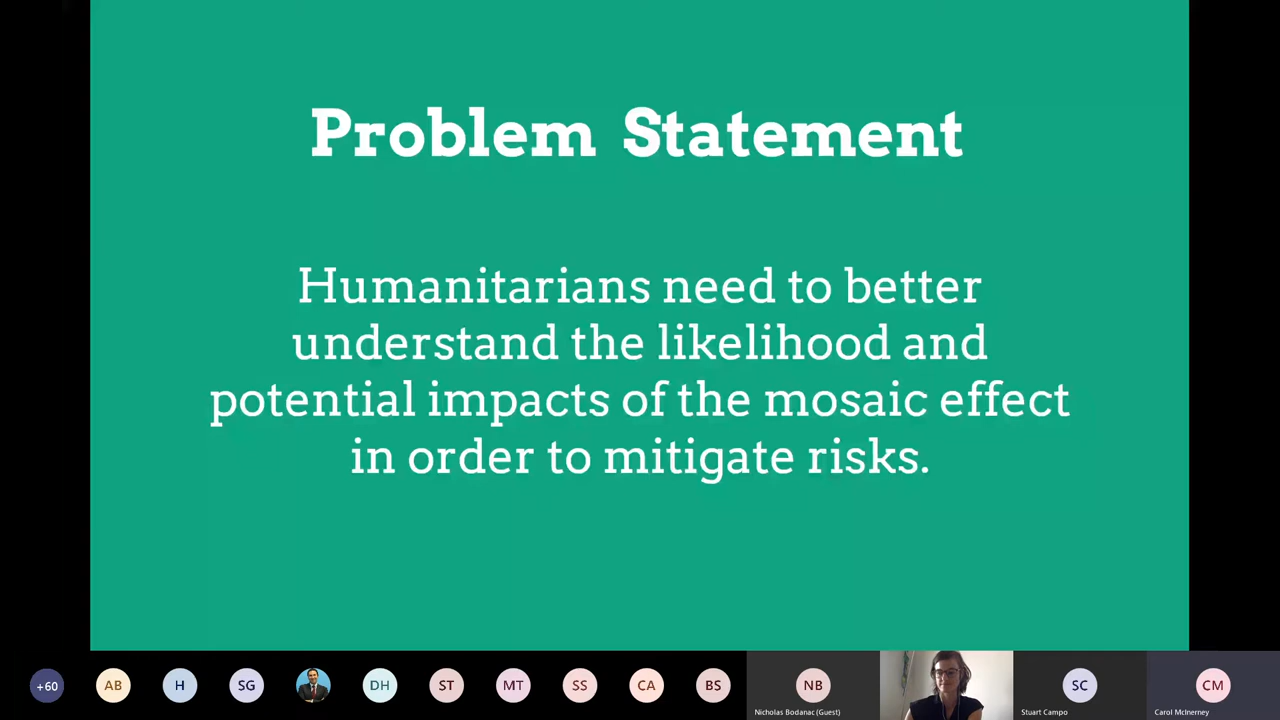 Problem Statement
Humanitarians need to better
understand the likelihood and
potential impacts of the mosaic effect
in order to mitigate risks.
+60
AB
H
SG
DH
ST
MT
SS
CA
BS
NB
SC
CM
Nicholas Bodanac (Guest)
Stuart Campo
Carol McInerney